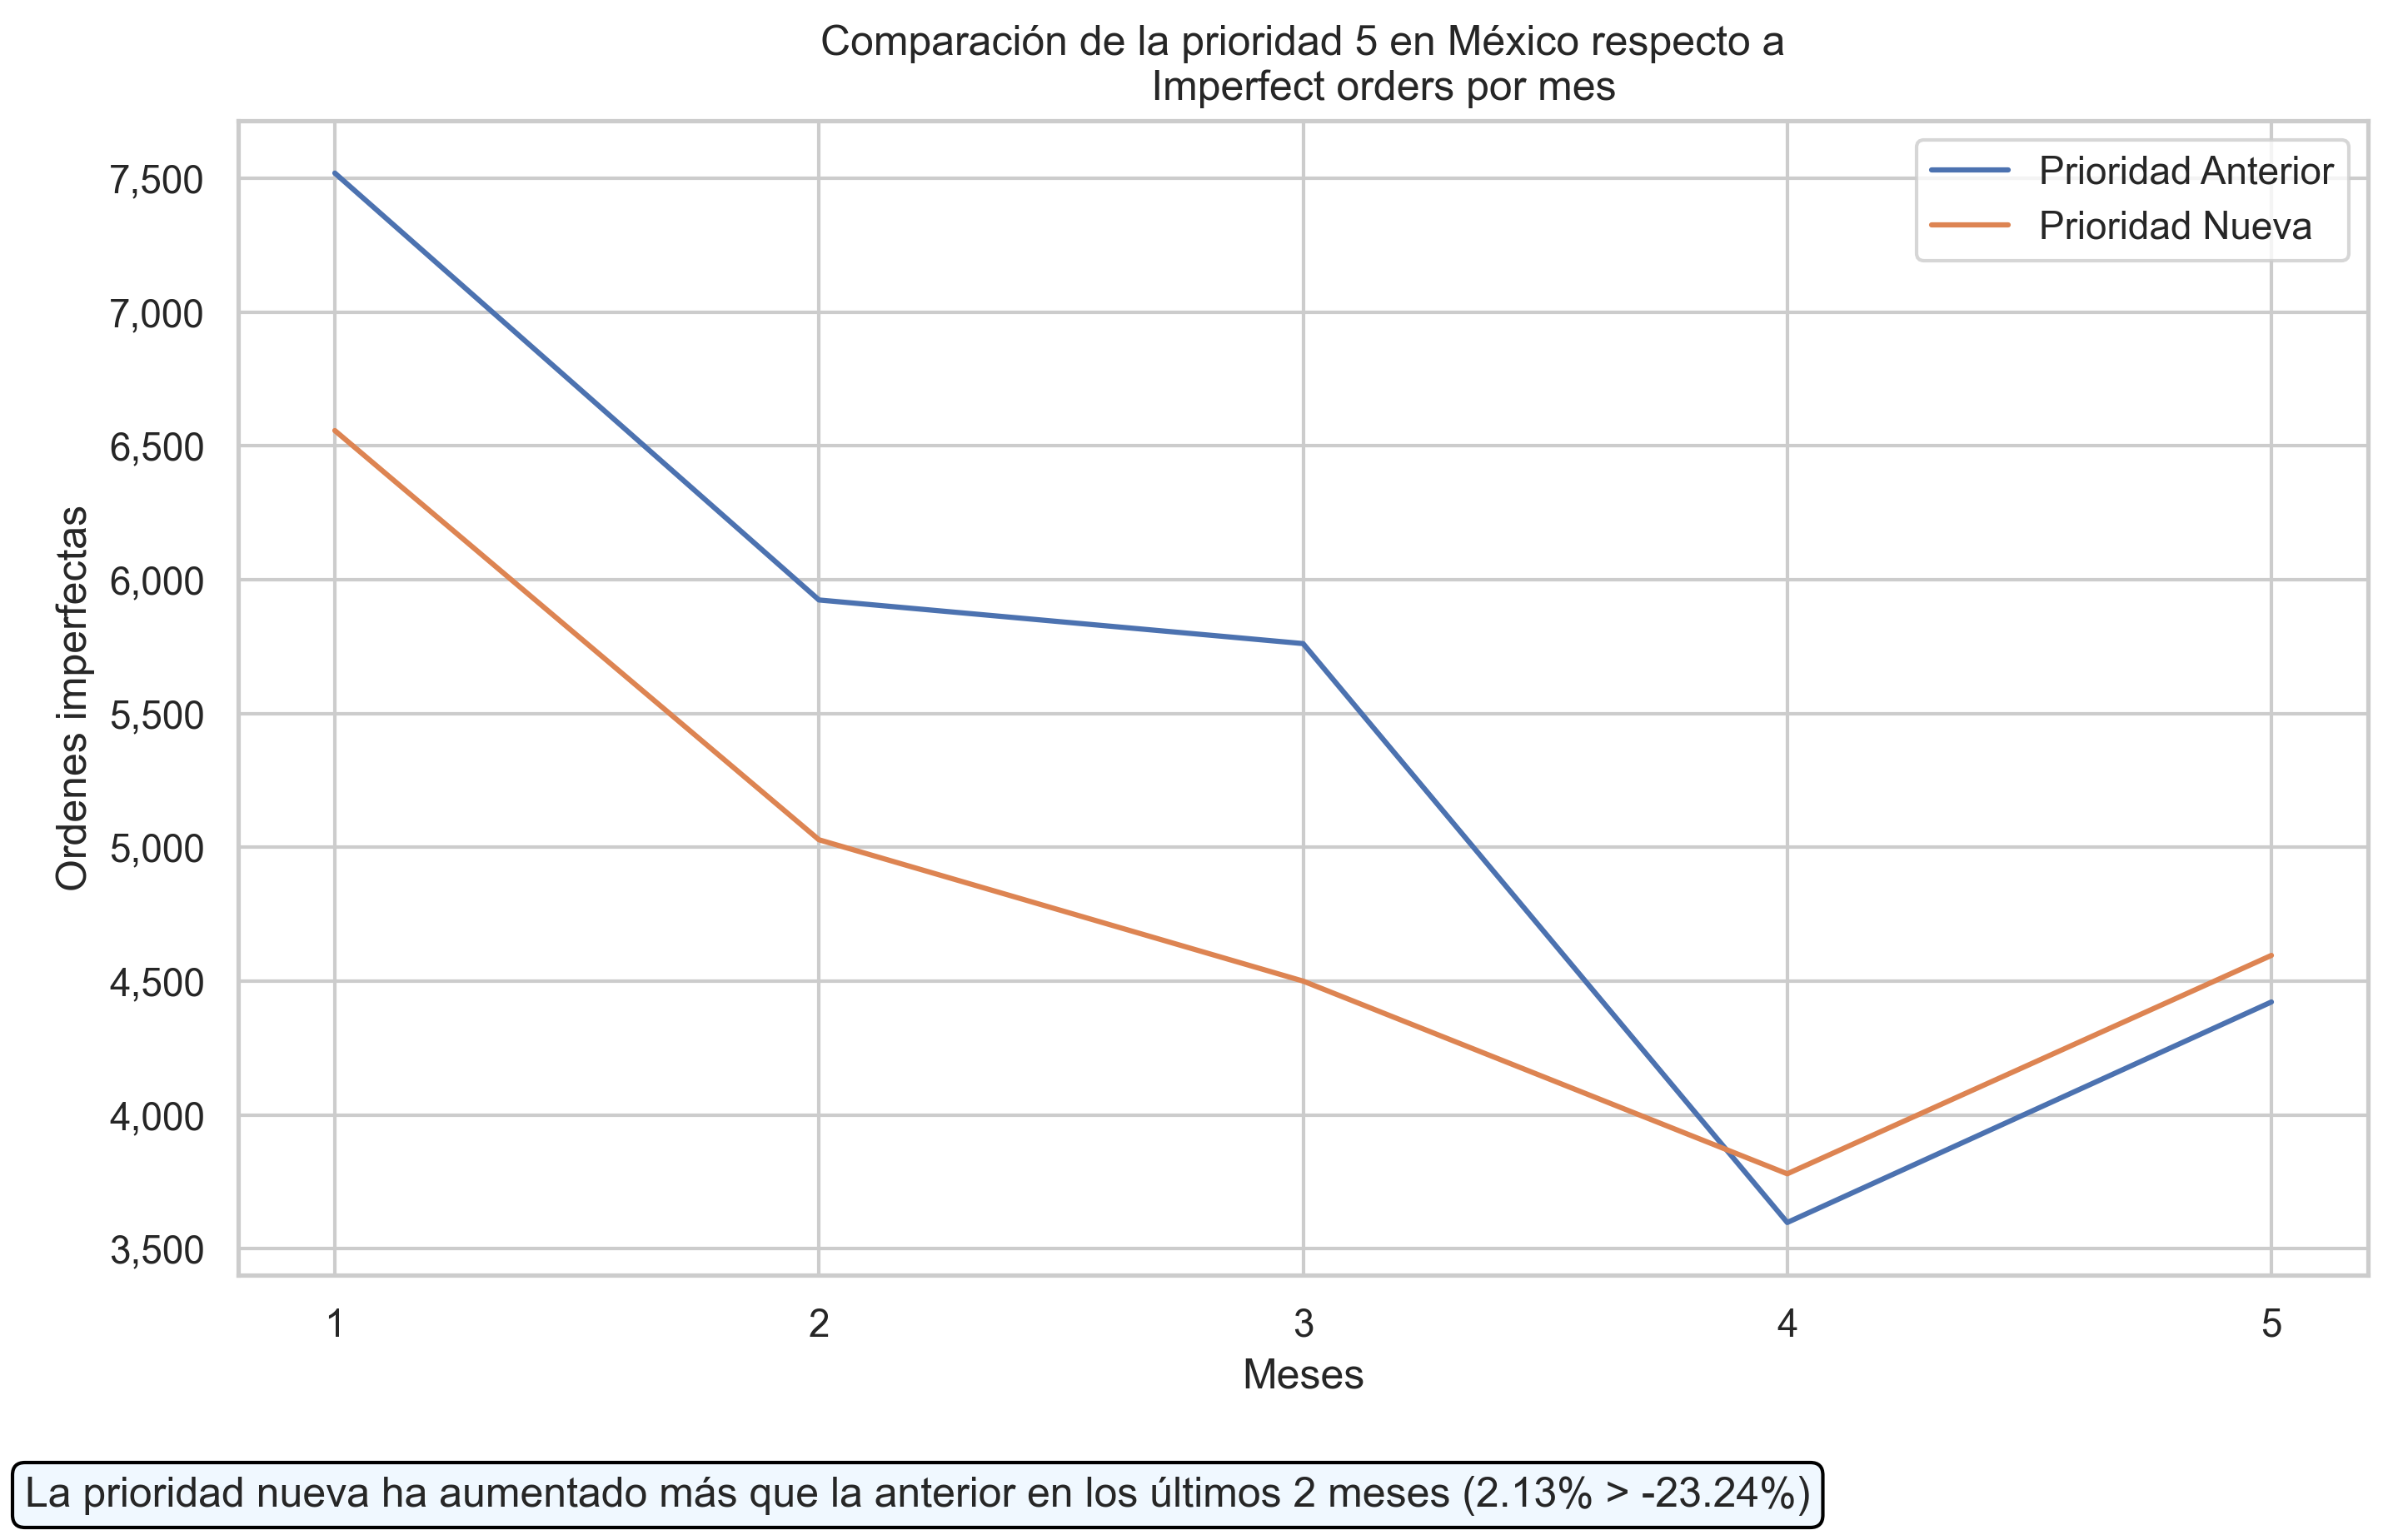 Comparación de la prioridad 5 en México respecto a
Imperfect orders por mes
7,500
7,000
6,500
6,000
5,500
5,000
4,500
4,000
3,500
Ordenes imperfectas
Prioridad Anterior
Prioridad Nueva
1 2 3 4 5
Meses
La prioridad nueva ha aumentado más que la anterior en los últimos 2 meses (2.13% > -23.24%)